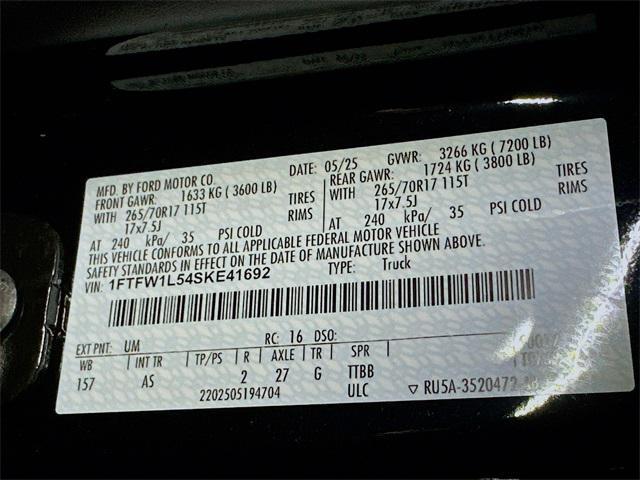 MFD. BY FORD MOTOR CO.
DATE: 05/25 GVWR: 3266 KG ( 7200 LB)
FRONT GAWR: 1633 KG ( 3600 LB) REAR GAWR: 1724 KG ( 3800 LB)
WITH 265/70R17 115T TIRES WITH 265/70R17 115T TIRES
17x7.5J RIMS 17x7.5J RIMS
AT 240 kPa/ 35 PSI COLD AT 240 kPa/ 35 PSI COLD
THIS VEHICLE CONFORMS TO ALL APPLICABLE FEDERAL MOTOR VEHICLE
SAFETY STANDARDS IN EFFECT ON THE DATE OF MANUFACTURE SHOWN ABOVE.
VIN: 1FTFW1L54SKE41692 TYPE: Truck
EXT PNT: UM RC: 16 DSO:
WB INT TR TP/PS R AXLE TR SPR
157 AS 2 27 G TTBB
2202505194704 ULC ▽ RU5A-3520472